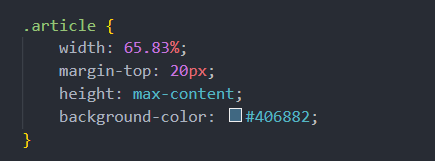 .article {
    width: 65.83%;
    margin-top: 20px;
    height: max-content;
    background-color: #406882;
}